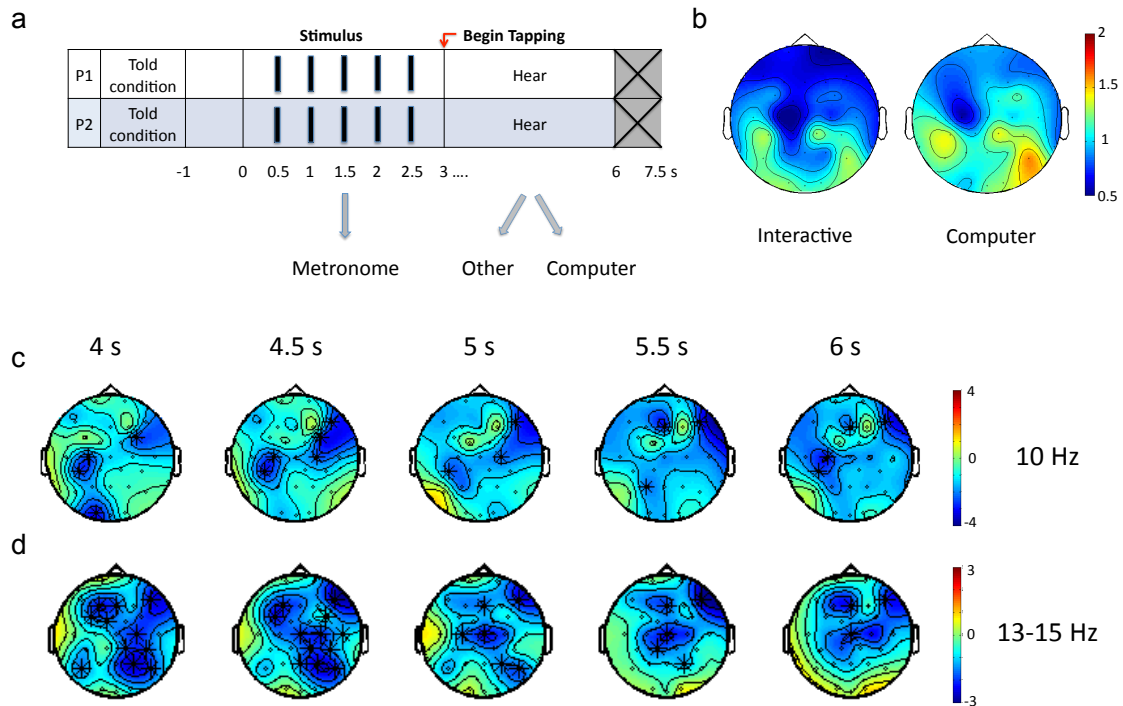 a
Stimulus
Begin Tapping
P1
Told condition
Hear
P2
Told condition
Hear
-1 0 0.5 1 1.5 2 2.5 3 .... 6 7.5 s
Metronome
Other
Computer
b
2
1.5
1
0.5
Interactive
Computer
c
4 s 4.5 s 5 s 5.5 s 6 s
4
0
-4
10 Hz
d
3
0
-3
13-15 Hz